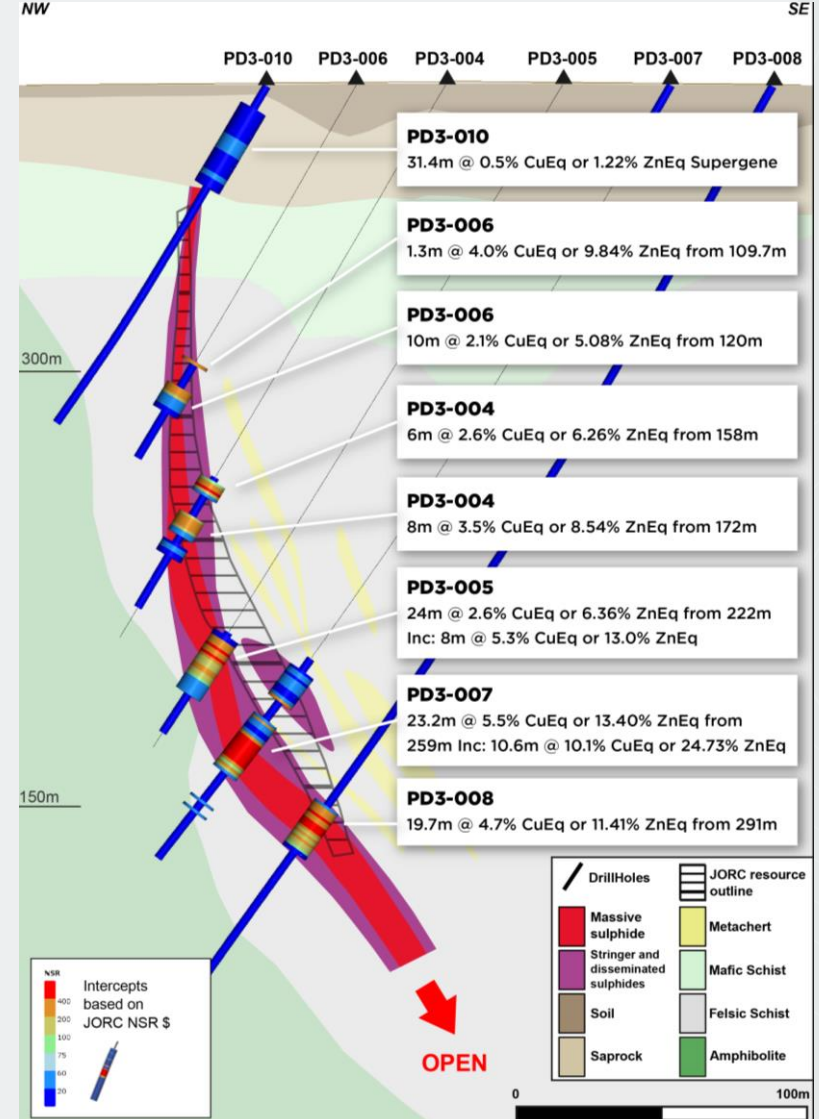 NW
SE
PD3-010 PD3-006 PD3-004 PD3-005 PD3-007 PD3-008
PD3-010
31.4m @ 0.5% CuEq or 1.22% ZnEq Supergene
PD3-006
1.3m @ 4.0% CuEq or 9.84% ZnEq from 109.7m
PD3-006
10m @ 2.1% CuEq or 5.08% ZnEq from 120m
300m
PD3-004
6m @ 2.6% CuEq or 6.26% ZnEq from 158m
PD3-004
8m @ 3.5% CuEq or 8.54% ZnEq from 172m
PD3-005
24m @ 2.6% CuEq or 6.36% ZnEq from 222m
Inc: 8m @ 5.3% CuEq or 13.0% ZnEq
PD3-007
23.2m @ 5.5% CuEq or 13.40% ZnEq from
259m Inc: 10.6m @ 10.1% CuEq or 24.73% ZnEq
150m
PD3-008
19.7m @ 4.7% CuEq or 11.41% ZnEq from 291m
DrillHoles
JORC resource
outline
Massive
sulphide
Metachert
Stringer and
disseminated
sulphides
Mafic Schist
Soil
Felsic Schist
Saprock
Amphibolite
NSR
400
200
100
75
60
20
Intercepts
based on
JORC NSR $
OPEN
0
100m